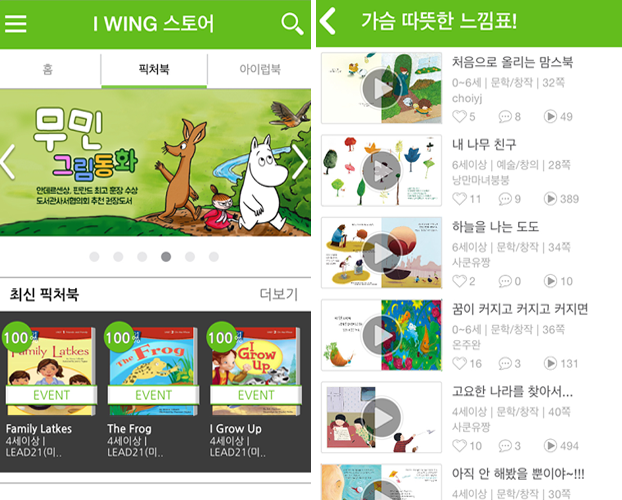 I WING 스토어
홈
픽처북
아이럽북
무민
그림동화
안데르센상, 핀란드 최고 훈장 수상
도서관사서협의회 추천 권장도서
최신 픽처북
더보기
100
Family Latkes
EVENT
Family Latkes
4세이상 |
LEAD21(미..
100
The Frog
EVENT
The Frog
4세이상 |
LEAD21(미..
100
I Grow Up
EVENT
I Grow Up
4세이상 |
LEAD21(미..
가슴 따뜻한 느낌표!
처음으로 올리는 맘스북
0~6세 | 문학/창작 | 32쪽
choiyj
5 8 49
내 나무 친구
6세이상 | 예술/창의 | 28쪽
낭만마녀붕붕
11 9 389
하늘을 나는 도도
6세이상 | 문학/창작 | 34쪽
사쿤유짱
2 0 10
꿈이 커지고 커지고 커지면
0~6세 | 문학/창작 | 36쪽
온주완
16 3 131
고요한 나라를 찾아서...
4세이상 | 문학/창작 | 40쪽
사쿤유짱
10 3 494
아직 안 해봤을 뿐이야~!!!
4세이상 | 문학/창작 | 30쪽